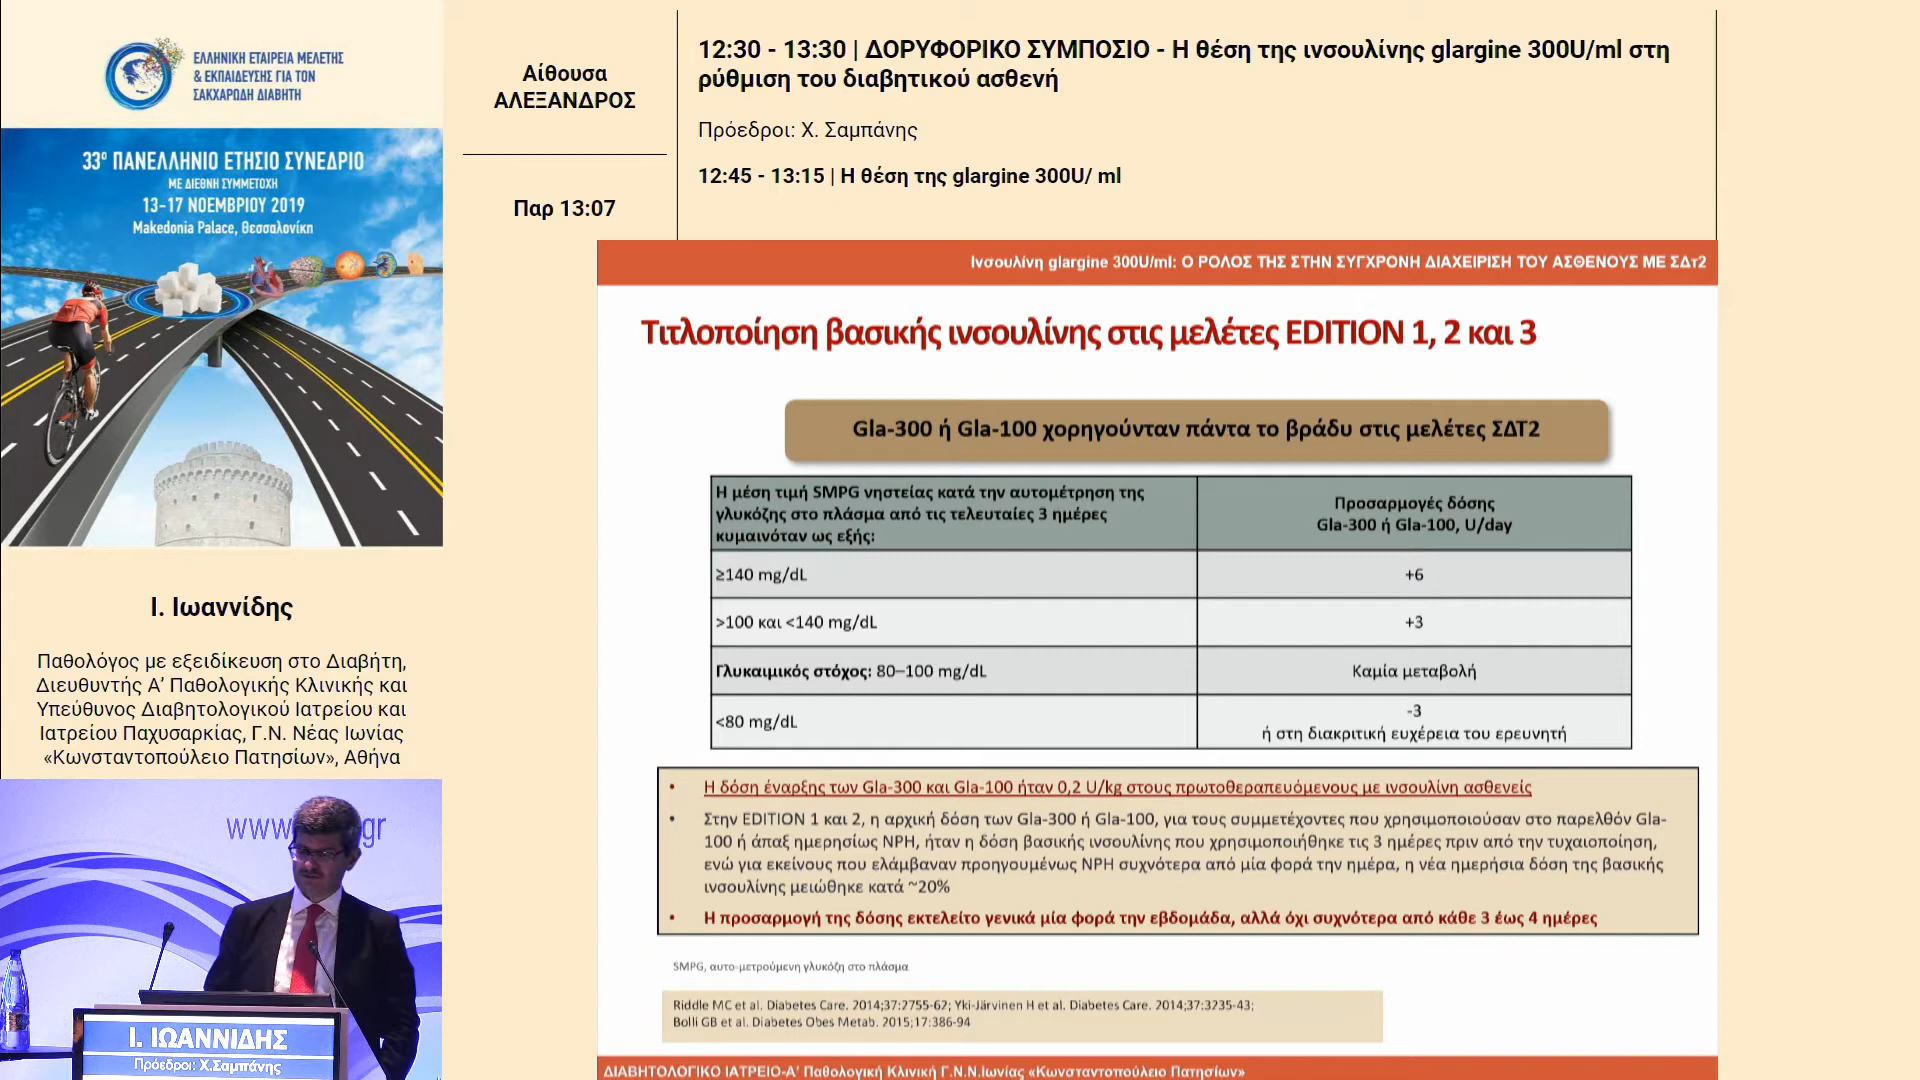 ΕΛΛΗΝΙΚΗ ΕΤΑΙΡΕΙΑ ΜΕΛΕΤΗΣ
& ΕΚΠΑΙΔΕΥΣΗΣ ΓΙΑ ΤΟΝ
ΣΑΚΧΑΡΩΔΗ ΔΙΑΒΗΤΗ
33ο ΠΑΝΕΛΛΗΝΙΟ ΕΤΗΣΙΟ ΣΥΝΕΔΡΙΟ
ΜΕ ΔΙΕΘΝΗ ΣΥΜΜΕΤΟΧΗ
13-17 ΝΟΕΜΒΡΙΟΥ 2019
Makedonia Palace, Θεσσαλονίκη
Ι. Ιωαννίδης
Παθολόγος με εξειδίκευση στο Διαβήτη,
Διευθυντής Α’ Παθολογικής Κλινικής και
Υπεύθυνος Διαβητολογικού Ιατρείου και
Ιατρείου Παχυσαρκίας, Γ.Ν. Νέας Ιωνίας
«Κωνσταντοπούλειο Πατησίων», Αθήνα
www. gr
Ι. ΙΩΑΝΝΙΔΗΣ
Πρόεδροι: Χ.Σαμπάνης
Αίθουσα
ΑΛΕΞΑΝΔΡΟΣ
Παρ 13:07
12:30 - 13:30 | ΔΟΡΥΦΟΡΙΚΟ ΣΥΜΠΟΣΙΟ - Η θέση της ινσουλίνης glargine 300U/ml στη
ρύθμιση του διαβητικού ασθενή
Πρόεδροι: Χ. Σαμπάνης
12:45 - 13:15 | Η θέση της glargine 300U/ ml
Ινσουλίνη glargine 300U/ml: Ο ΡΟΛΟΣ ΤΗΣ ΣΤΗΝ ΣΥΓΧΡΟΝΗ ΔΙΑΧΕΙΡΙΣΗ ΤΟΥ ΑΣΘΕΝΟΥΣ ΜΕ ΣΔτ2
Τιτλοποίηση βασικής ινσουλίνης στις μελέτες EDITION 1, 2 και 3
Gla-300 ή Gla-100 χορηγούνταν πάντα το βράδυ στις μελέτες ΣΔΤ2
Η μέση τιμή SMPG νηστείας κατά την αυτομέτρηση της
γλυκόζης στο πλάσμα από τις τελευταίες 3 ημέρες
κυμαινόταν ως εξής:
Προσαρμογές δόσης
Gla-300 ή Gla-100, U/day
≥140 mg/dL
+6
>100 και <140 mg/dL
+3
Γλυκαιμικός στόχος: 80–100 mg/dL
Καμία μεταβολή
<80 mg/dL
-3
ή στη διακριτική ευχέρεια του ερευνητή
• Η δόση έναρξης των Gla-300 και Gla-100 ήταν 0,2 U/kg στους πρωτοθεραπευόμενους με ινσουλίνη ασθενείς
• Στην EDITION 1 και 2, η αρχική δόση των Gla-300 ή Gla-100, για τους συμμετέχοντες που χρησιμοποιούσαν στο παρελθόν Gla-
100 ή άπαξ ημερησίως NPH, ήταν η δόση βασικής ινσουλίνης που χρησιμοποιήθηκε τις 3 ημέρες πριν από την τυχαιοποίηση,
ενώ για εκείνους που ελάμβαναν προηγουμένως NPH συχνότερα από μία φορά την ημέρα, η νέα ημερήσια δόση της βασικής
ινσουλίνης μειώθηκε κατά ~20%
• Η προσαρμογή της δόσης εκτελείτο γενικά μία φορά την εβδομάδα, αλλά όχι συχνότερα από κάθε 3 έως 4 ημέρες
SMPG, αυτο-μετρούμενη γλυκόζη στο πλάσμα
Riddle MC et al. Diabetes Care. 2014;37:2755-62; Yki-Järvinen H et al. Diabetes Care. 2014;37:3235-43;
Bolli GB et al. Diabetes Obes Metab. 2015;17:386-94
ΔΙΑΒΗΤΟΛΟΓΙΚΟ ΙΑΤΡΕΙΟ-Α’ Παθολογική Κλινική Γ.Ν.Ν.Ιωνίας «Κωνσταντοπούλειο Πατησίων»